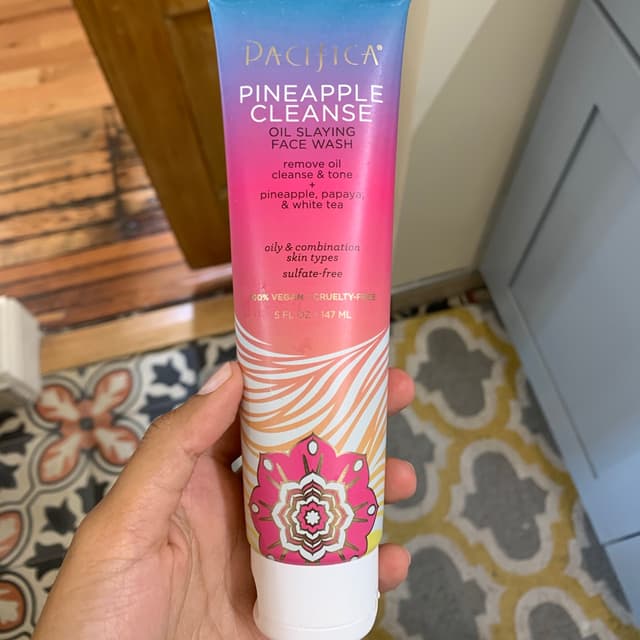 PACIFICA®
PINEAPPLE
CLEANSE
OIL SLAYING
FACE WASH
remove oil
cleanse & tone
+
pineapple, papaya,
& white tea
oily & combination
skin types
sulfate-free
100% VEGAN + CRUELTY-FREE
5 FL OZ · 147 ML